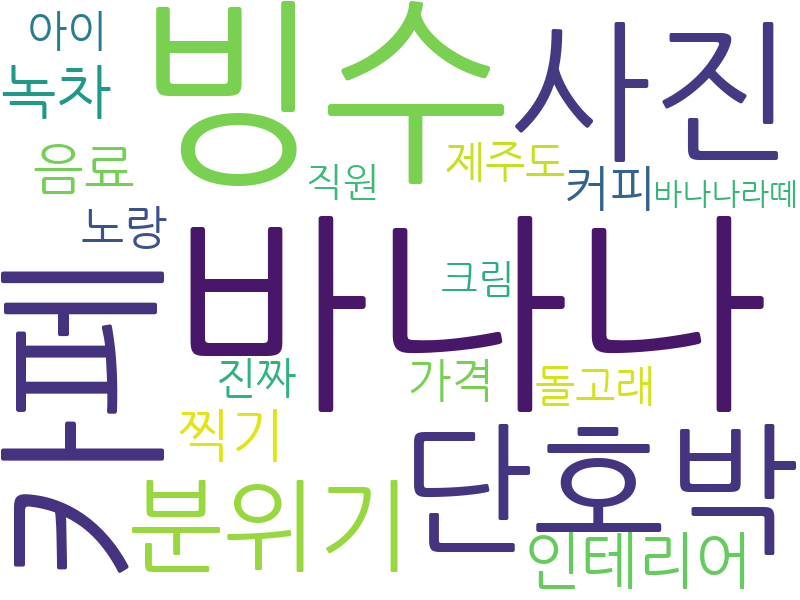 아이
빙수
사진
녹차
음료
직원
제주도
커피
바나나라떼
노랑
바나나
크림
카페
진짜
가격
돌고래
찍기
단호박
분위기
인테리어